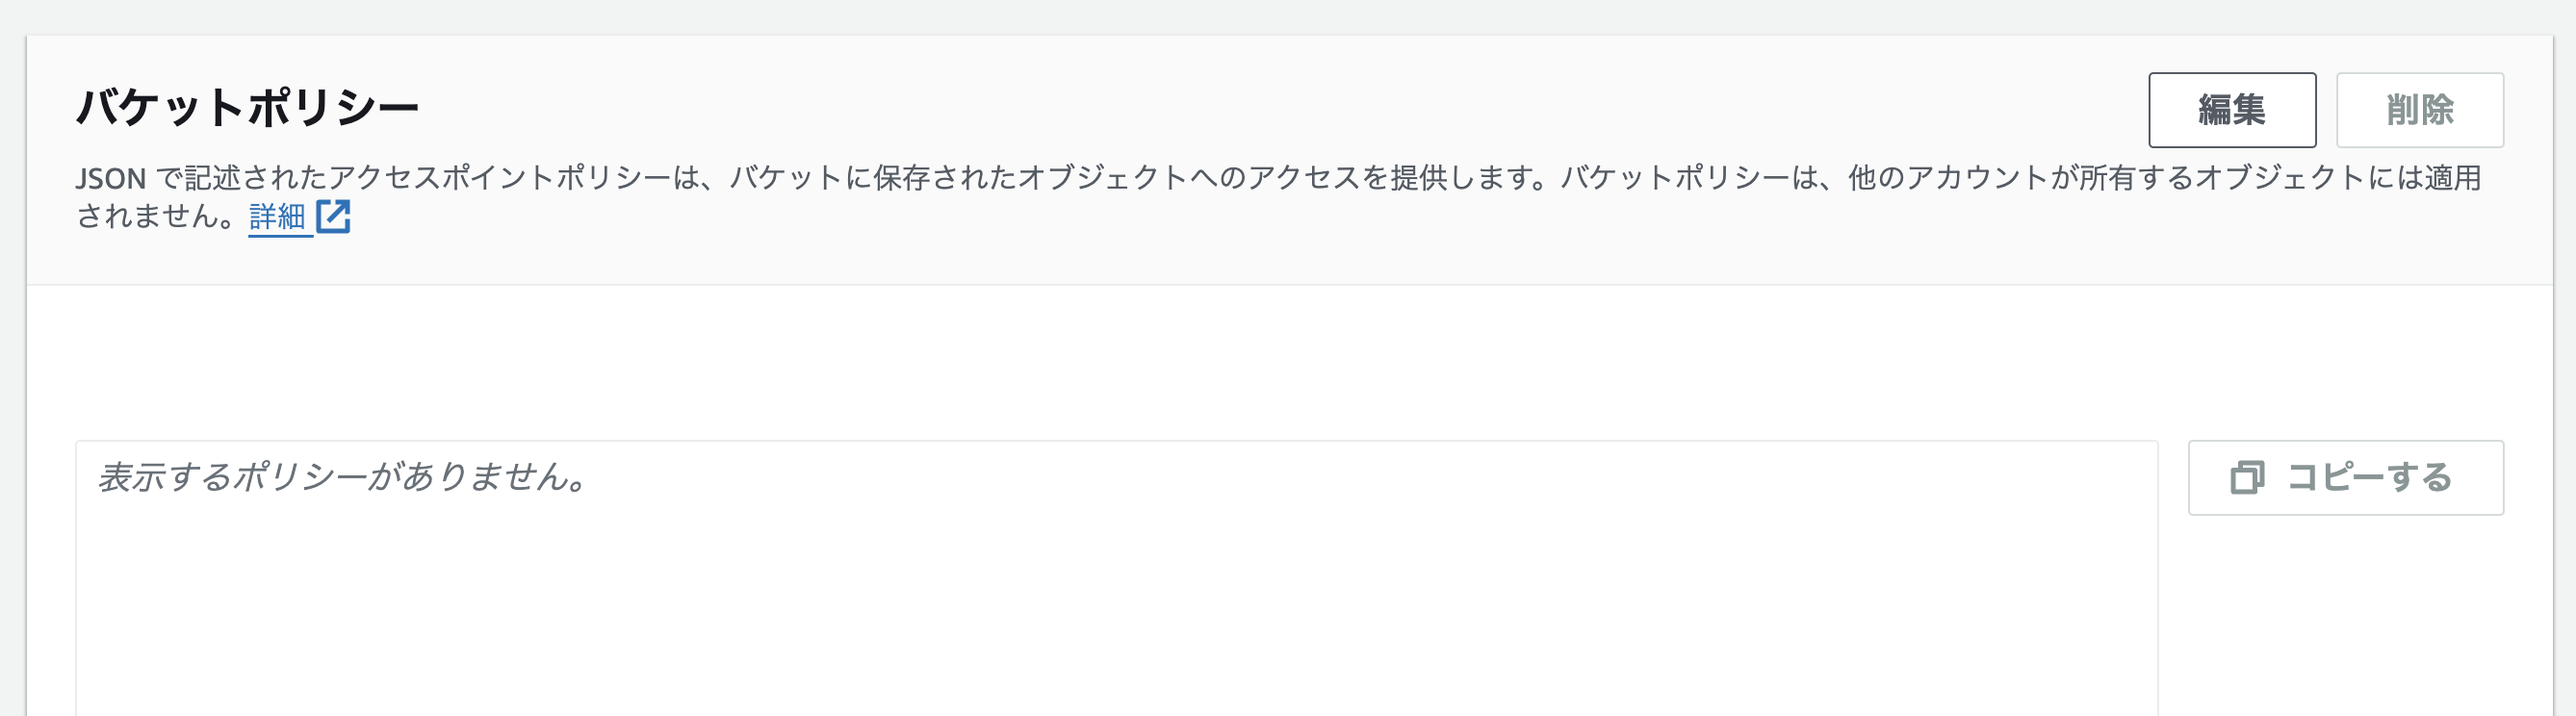 バケットポリシー
編集
削除
JSON で記述されたアクセスポイントポリシーは、バケットに保存されたオブジェクトへのアクセスを提供します。バケットポリシーは、他のアカウントが所有するオブジェクトには適用
されません。詳細
表示するポリシーがありません。
コピーする